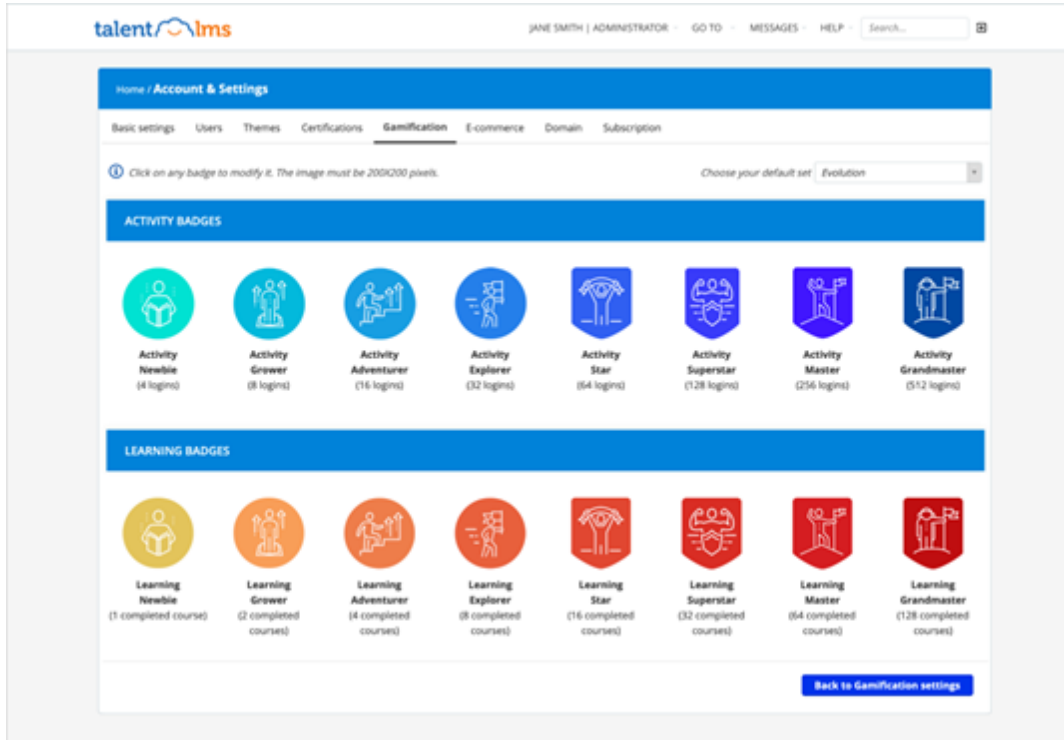 talentlms
JANE SMITH | ADMINISTRATOR GO TO MESSAGES HELP Search...
Home / Account & Settings
Basic settings Users Themes Certifications Gamification E-commerce Domain Subscription
Click on any badge to modify it. The image must be 200X200 pixels. Choose your default set Evolution
ACTIVITY BADGES
Activity Activity Activity Activity Activity Activity Activity Activity
Newbie Grower Adventurer Explorer Star Superstar Master Grandmaster
(4 logins) (8 logins) (16 logins) (32 logins) (64 logins) (128 logins) (256 logins) (512 logins)
LEARNING BADGES
Learning Learning Learning Learning Learning Learning Learning Learning
Newbie Grower Adventurer Explorer Star Superstar Master Grandmaster
(1 completed course) (2 completed (4 completed (8 completed (16 completed (32 completed (64 completed (128 completed
courses) courses) courses) courses) courses) courses) courses)
Back to Gamification settings